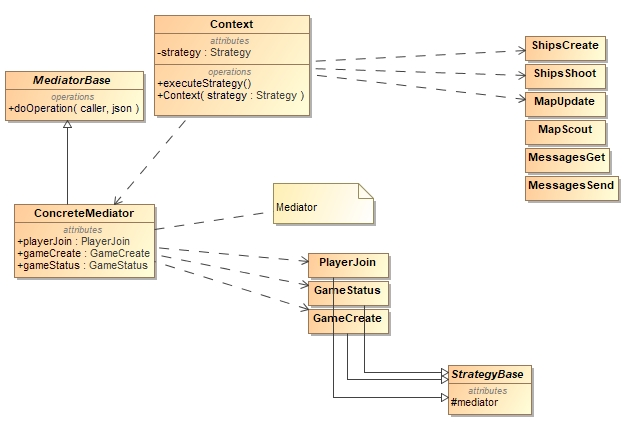 Context
attributes
-strategy : Strategy
operations
+executeStrategy()
+Context( strategy : Strategy )
MediatorBase
operations
+doOperation( caller, json )
ShipsCreate
ShipsShoot
MapUpdate
MapScout
MessagesGet
MessagesSend
ConcreteMediator
attributes
+playerJoin : PlayerJoin
+gameCreate : GameCreate
+gameStatus : GameStatus
Mediator
PlayerJoin
GameStatus
GameCreate
StrategyBase
attributes
#mediator